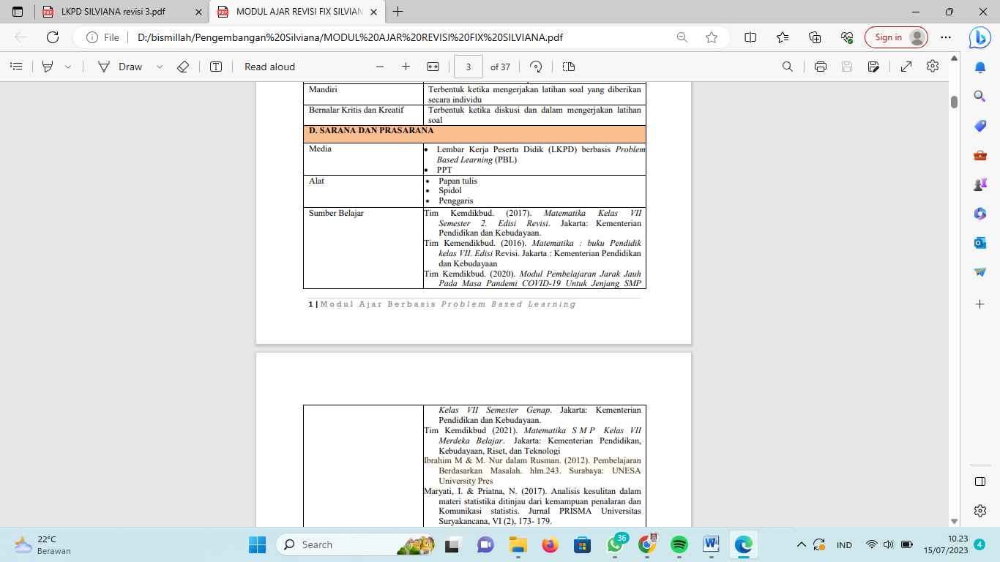 LKPD SILVIANA revisi 3.pdf
MODUL AJAR REVISI FIX SILVIAN
File
D:/bismillah/Pengembangan%20Silviana/MODUL%20AJAR%20REVISI%20FIX%20SILVIANA.pdf
Sign in
Draw
Read aloud
3
of 37
Mandiri
Terbentuk ketika mengerjakan latihan soal yang diberikan
secara individu
Bernalar Kritis dan Kreatif
Terbentuk ketika diskusi dan dalam mengerjakan latihan
soal
D. SARANA DAN PRASARANA
Media
• Lembar Kerja Peserta Didik (LKPD) berbasis Problem
Based Learning (PBL)
• PPT
Alat
• Papan tulis
• Spidol
• Penggaris
Sumber Belajar
Tim Kemdikbud. (2017). Matematika Kelas VII
Semester 2. Edisi Revisi. Jakarta: Kementerian
Pendidikan dan Kebudayaan.
Tim Kemendikbud. (2016). Matematika : buku Pendidik
kelas VII. Edisi Revisi. Jakarta : Kementerian Pendidikan
dan Kebudayaan
Tim Kemdikbud. (2020). Modul Pembelajaran Jarak Jauh
Pada Masa Pandemi COVID-19 Untuk Jenjang SMP
1 | Modul Ajar Berbasis Problem Based Learning
Kelas VII Semester Genap. Jakarta: Kementerian
Pendidikan dan Kebudayaan.
Tim Kemdikbud (2021). Matematika S M P Kelas VII
Merdeka Belajar. Jakarta: Kementerian Pendidikan,
Kebudayaan, Riset, dan Teknologi
Ibrahim M & M. Nur dalam Rusman. (2012). Pembelajaran
Berdasarkan Masalah. hlm.243. Surabaya: UNESA
University Pres
Maryati, I. & Priatna, N. (2017). Analisis kesulitan dalam
materi statistika ditinjau dari kemampuan penalaran dan
Komunikasi statistis. Jurnal PRISMA Universitas
Suryakancana, VI (2), 173- 179.
22°C
Berawan
Search
36
IND
10.23
15/07/2023
4